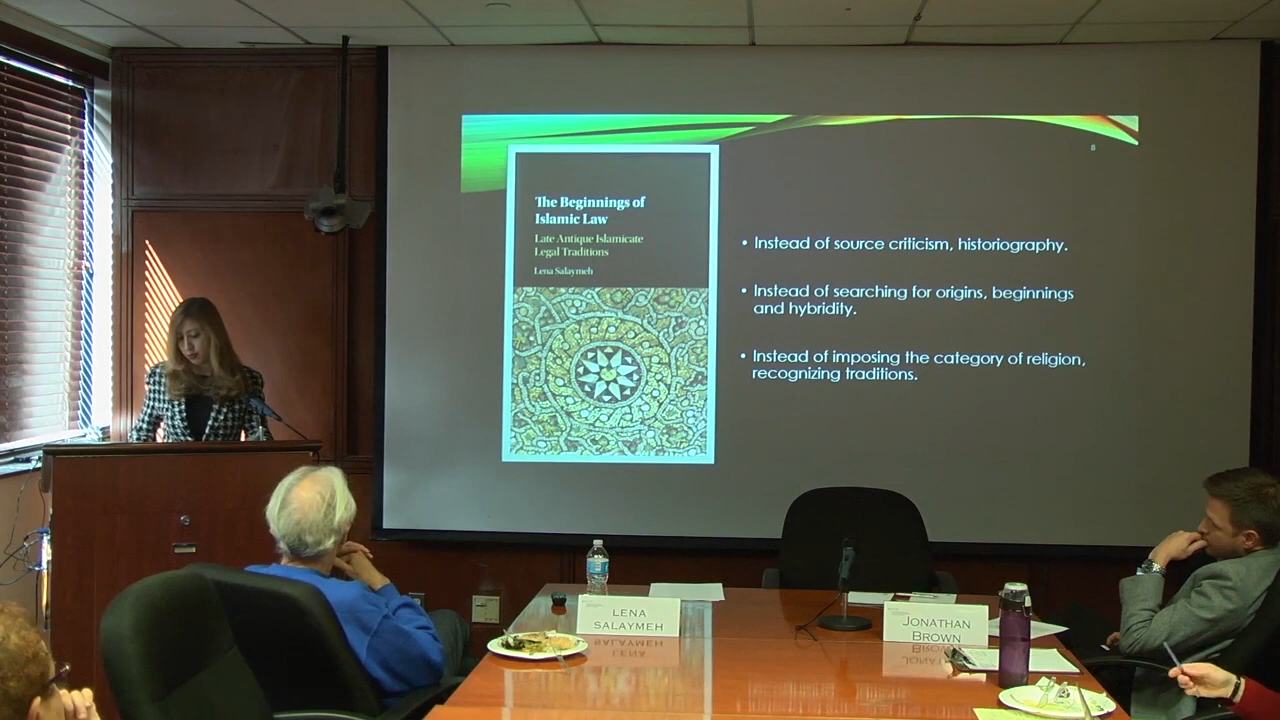 8
The Beginnings of
Islamic Law
Late Antique Islamicate
Legal Traditions
Lena Salaymeh
• Instead of source criticism, historiography.
• Instead of searching for origins, beginnings
and hybridity.
• Instead of imposing the category of religion,
recognizing traditions.
LENA
SALAYMEH
JONATHAN
BROWN